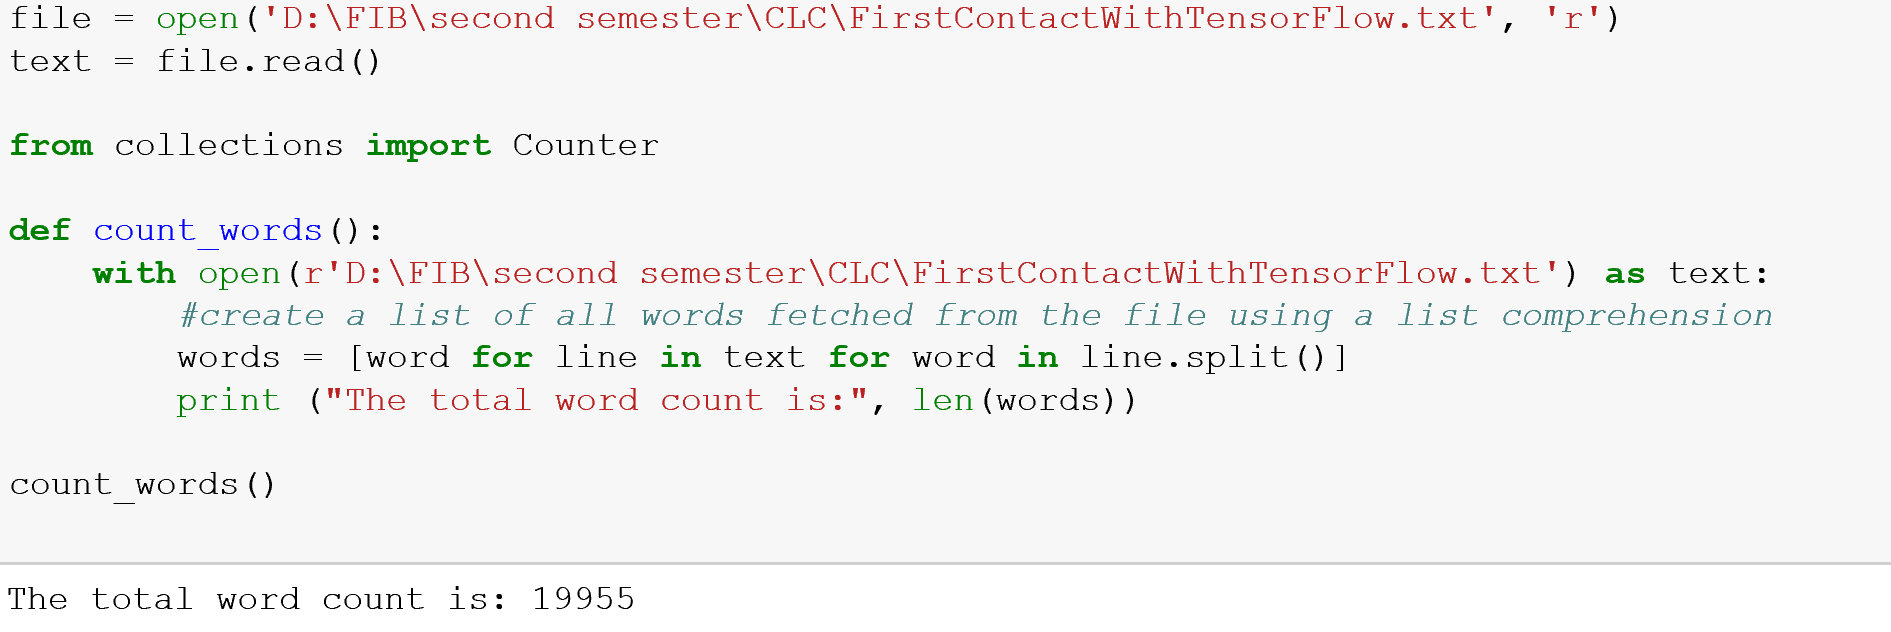 file = open('D:\FIB\second semester\CLC\FirstContactWithTensorFlow.txt', 'r')
text = file.read()
from collections import Counter
def count_words():
    with open(r'D:\FIB\second semester\CLC\FirstContactWithTensorFlow.txt') as text:
        #create a list of all words fetched from the file using a list comprehension
        words = [word for line in text for word in line.split()]
        print ("The total word count is:", len(words))
count_words()
The total word count is: 19955